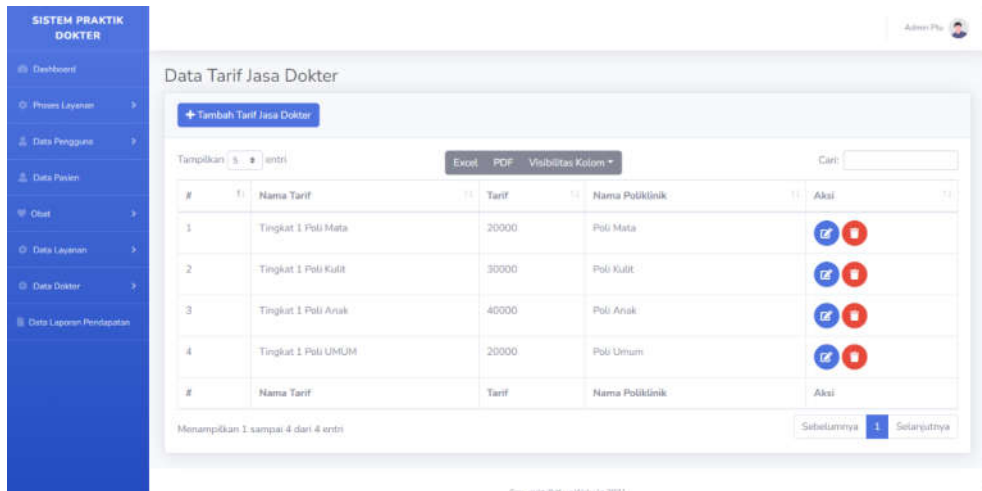 SISTEM PRAKTIK
DOKTER
Dashboard
Proses Layanan
Data Pengguna
Data Pasien
Obat
Data Layanan
Data Dokter
Data Laporan Pendapatan
Data Tarif Jasa Dokter
+ Tambah Tarif Jasa Dokter
Tampilkan 5 entri
Excel PDF Visibilitas Kolom
Cari:
# Nama Tarif Tarif Nama Poliklinik Aksi
1 Tingkat 1 Poli Mata 20000 Poli Mata
2 Tingkat 1 Poli Kulit 30000 Poli Kulit
3 Tingkat 1 Poli Anak 40000 Poli Anak
4 Tingkat 1 Poli UMUM 20000 Poli Umum
# Nama Tarif Tarif Nama Poliklinik Aksi
Menampilkan 1 sampai 4 dari 4 entri
Sebelumnya 1 Selanjutnya